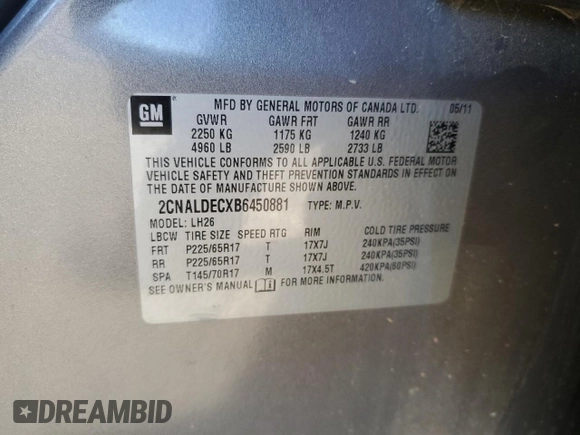 GM
MFD BY GENERAL MOTORS OF CANADA LTD. 05/11
GVWR GAWR FRT GAWR RR
2250 KG 1175 KG 1240 KG
4960 LB 2590 LB 2733 LB
THIS VEHICLE CONFORMS TO ALL APPLICABLE U.S. FEDERAL MOTOR
VEHICLE SAFETY AND THEFT PREVENTION STANDARDS IN EFFECT ON
THE DATE OF MANUFACTURE SHOWN ABOVE.
2CNALDECXB6450881 TYPE: M.P.V.
MODEL: LH26
LBCW TIRE SIZE SPEED RTG RIM COLD TIRE PRESSURE
FRT P225/65R17 T 17X7J 240KPA(35PSI)
RR P225/65R17 T 17X7J 240KPA(35PSI)
SPA T145/70R17 M 17X4.5T 420KPA(60PSI)
SEE OWNER'S MANUAL i FOR MORE INFORMATION.
DREAMBID